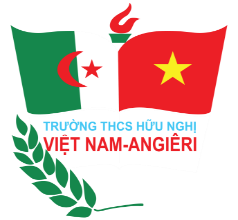 TRƯỜNG THCS HỮU NGHỊ
VIỆT NAM-ANGIÊRI